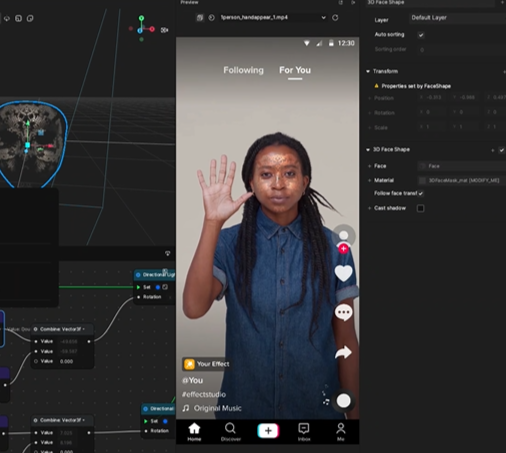 Preview
1person_handappear_1.mp4
12:30
Following
For You
Your Effect
@You
#effectstudio
Original Music
Home
Discover
Inbox
Me
3D Face Shape
Layer
Default Layer
Auto sorting
Sorting order
Transform
Properties set by FaceShape
Position
Rotation
Scale
3D Face Shape
Face
Face
Material
Follow face transf
Cast shadow
Directional Ligh
Set
Rotation
Combine Vector3f
Value
Value
Value
0.000
Directional
Set
Rotation
Combine Vector3f
Value
Value
Value
0.000